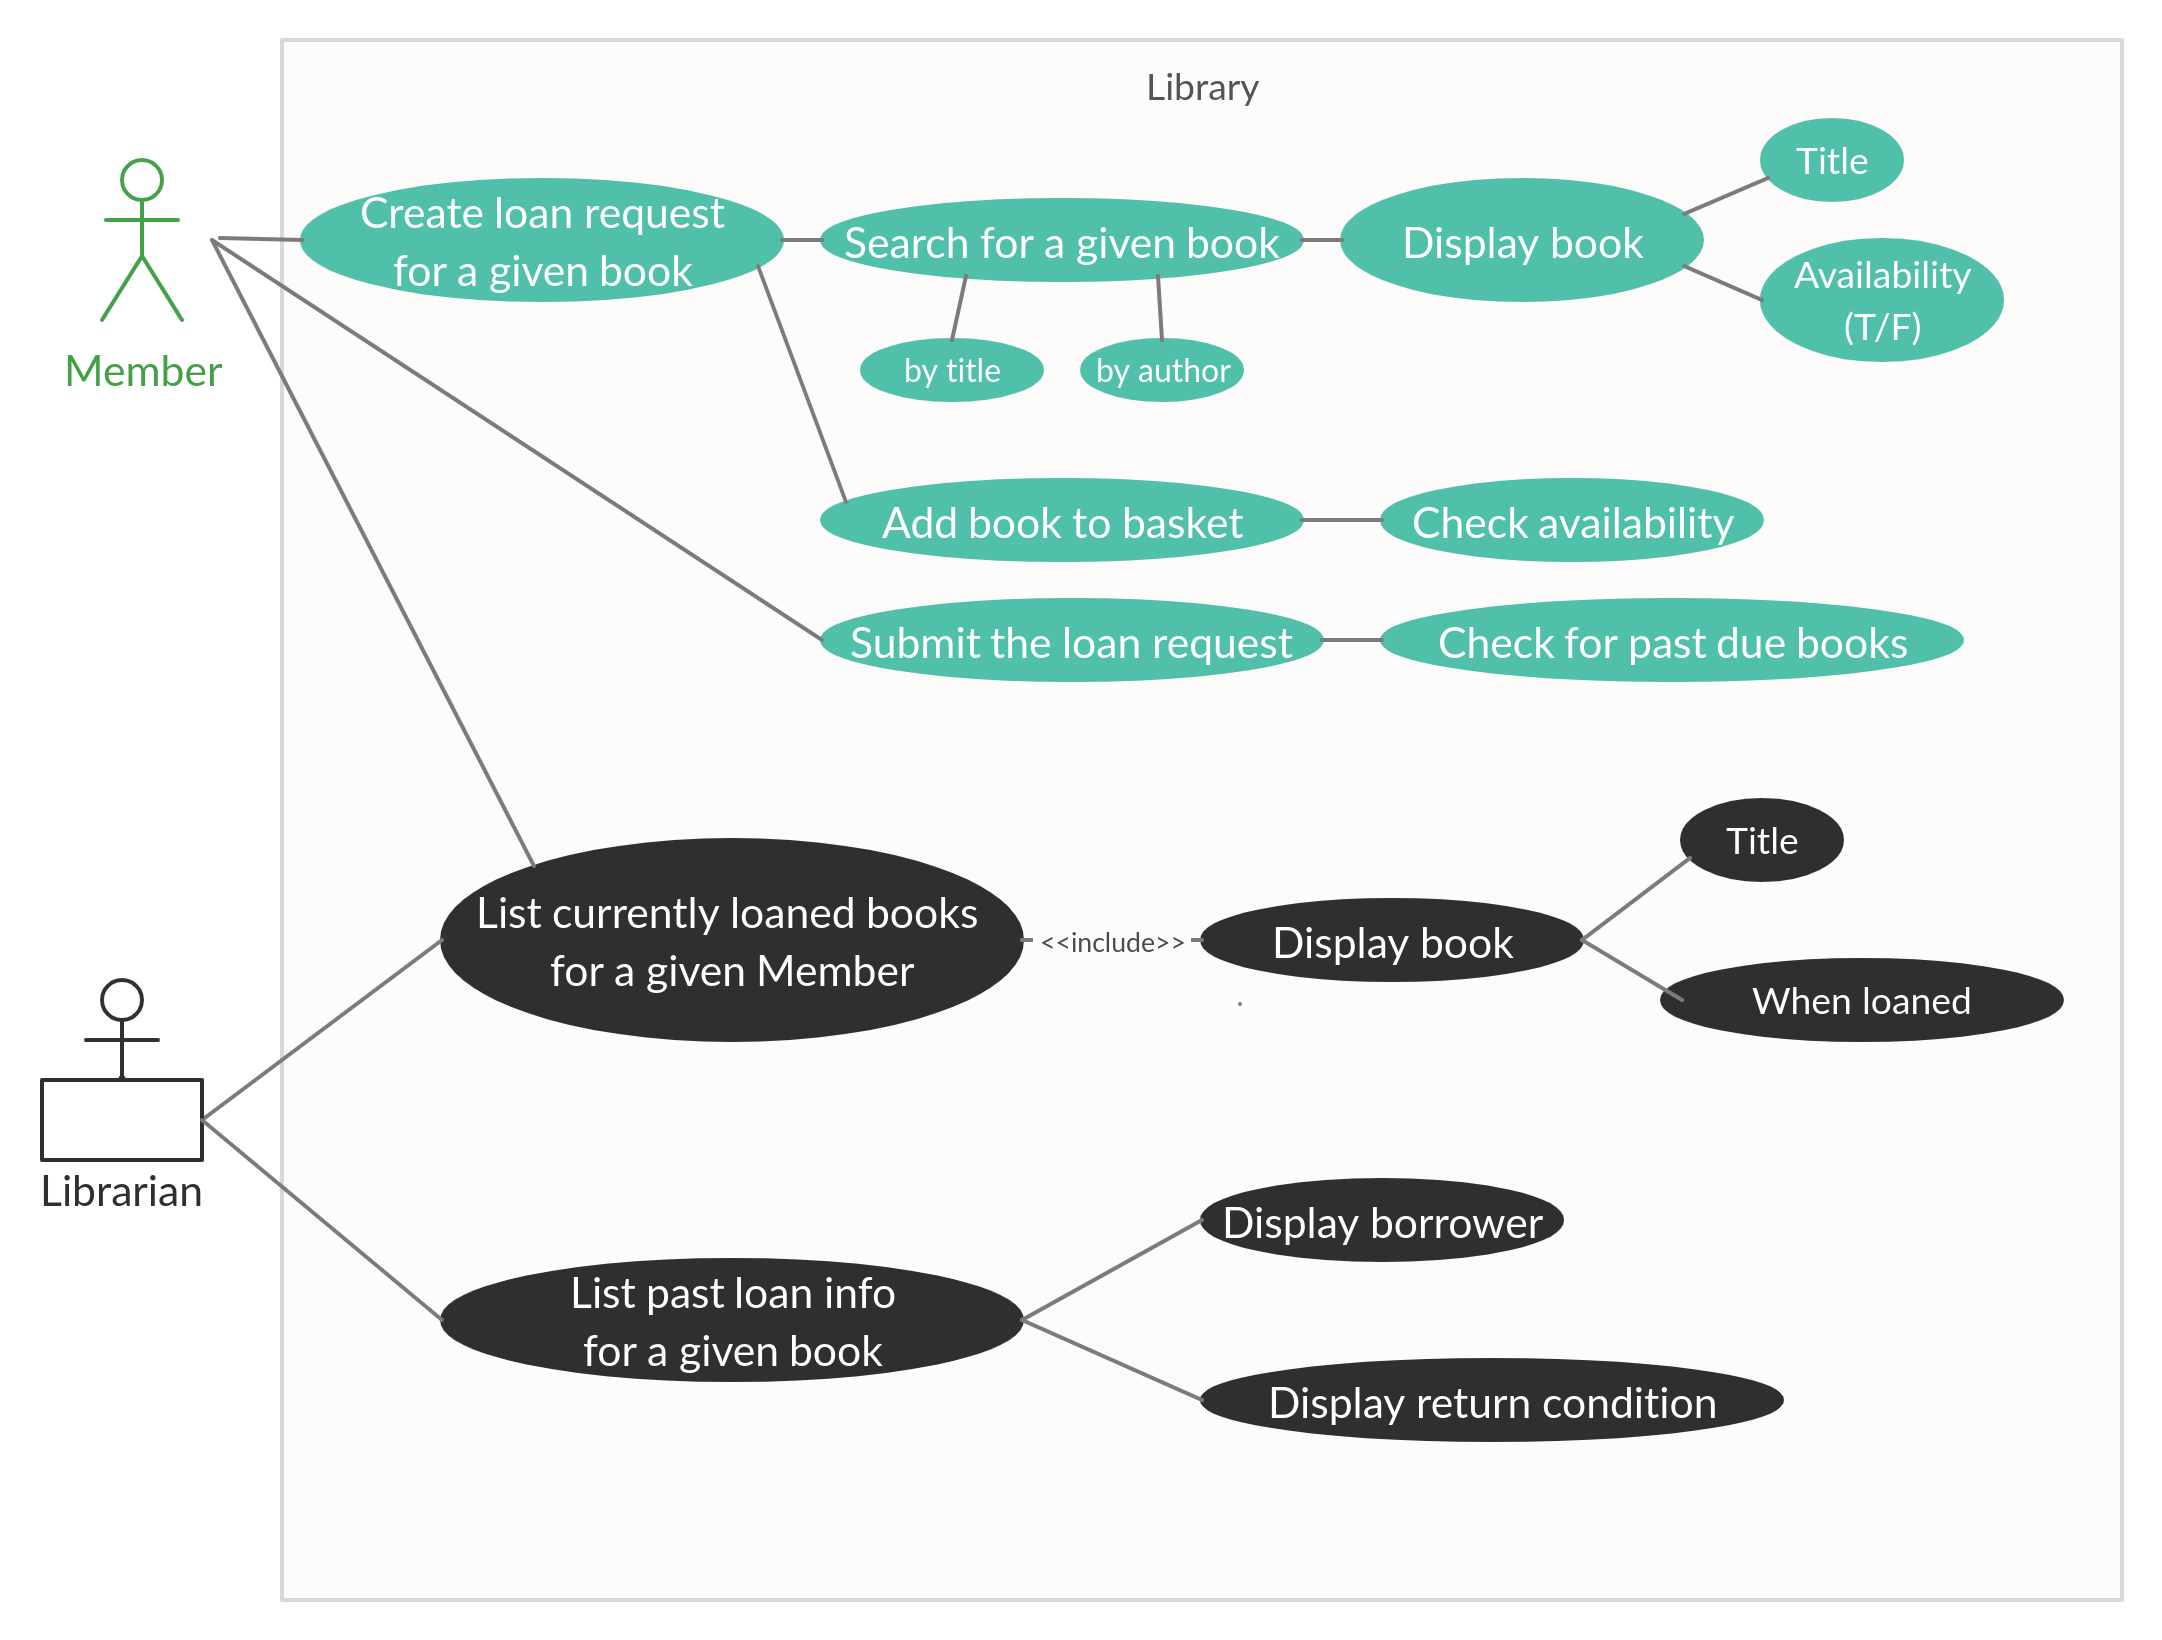 Library
Member
Create loan request
for a given book
Search for a given book
Display book
Title
Availability
(T/F)
by title
by author
Add book to basket
Check availability
Submit the loan request
Check for past due books
Librarian
List currently loaned books
for a given Member
<<include>>
Display book
Title
When loaned
List past loan info
for a given book
Display borrower
Display return condition